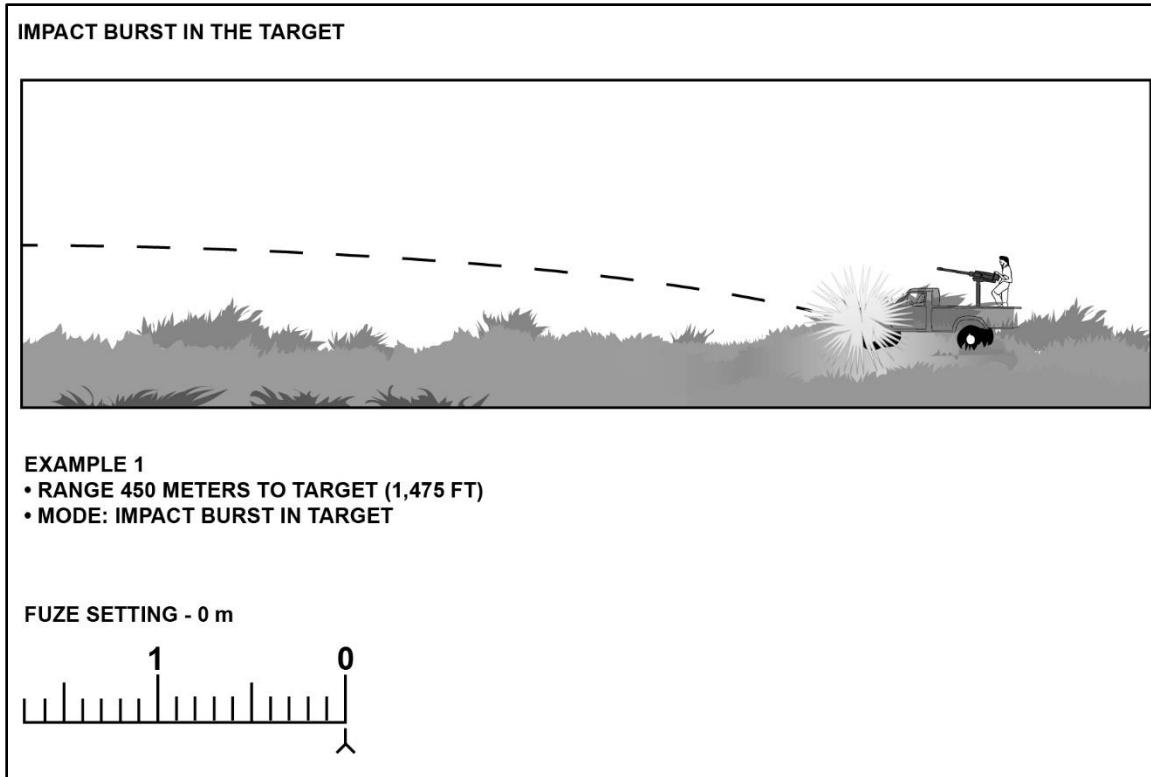 IMPACT BURST IN THE TARGET
EXAMPLE 1
• RANGE 450 METERS TO TARGET (1,475 FT)
• MODE: IMPACT BURST IN TARGET
FUZE SETTING - 0 m
1 0